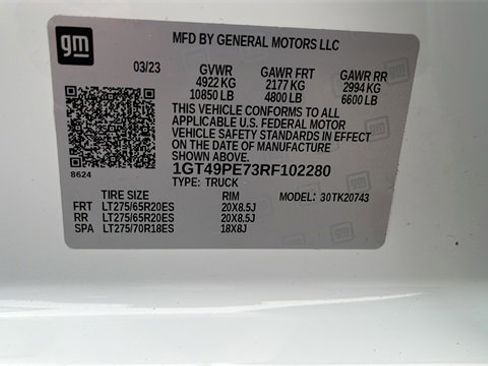 gm
MFD BY GENERAL MOTORS LLC
03/23 GVWR GAWR FRT GAWR RR
4922 KG 2177 KG 2994 KG
10850 LB 4800 LB 6600 LB
THIS VEHICLE CONFORMS TO ALL
APPLICABLE U.S. FEDERAL MOTOR
VEHICLE SAFETY STANDARDS IN EFFECT
ON THE DATE OF MANUFACTURE
SHOWN ABOVE
8624 1GT49PE73RF102280
TYPE: TRUCK
TIRE SIZE RIM MODEL: 30TK20743
FRT LT275/65R20ES 20X8.5J
RR LT275/65R20ES 20X8.5J
SPA LT275/70R18ES 18X8J